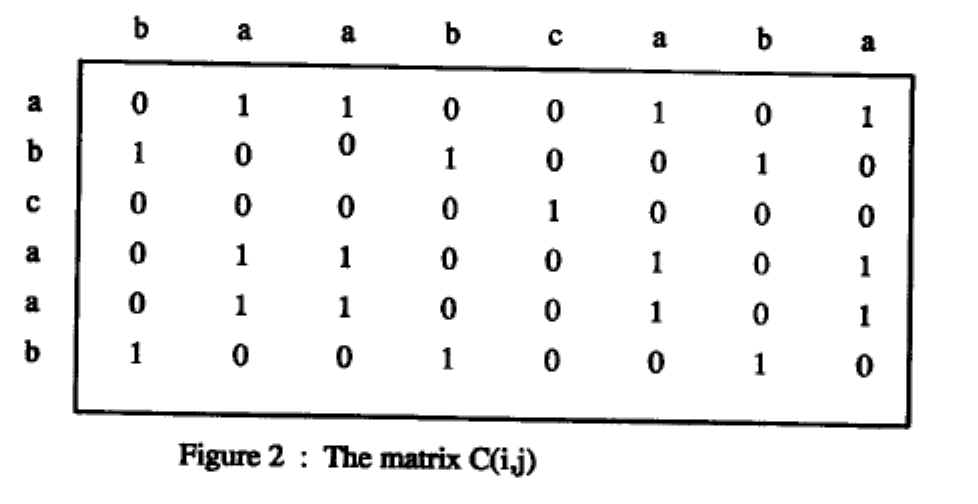 b a a b c a b a
a 0 1 1 0 0 1 0 1
b 1 0 0 1 0 0 1 0
c 0 0 0 0 1 0 0 0
a 0 1 1 0 0 1 0 1
a 0 1 1 0 0 1 0 1
b 1 0 0 1 0 0 1 0
Figure 2 : The matrix C(i,j)